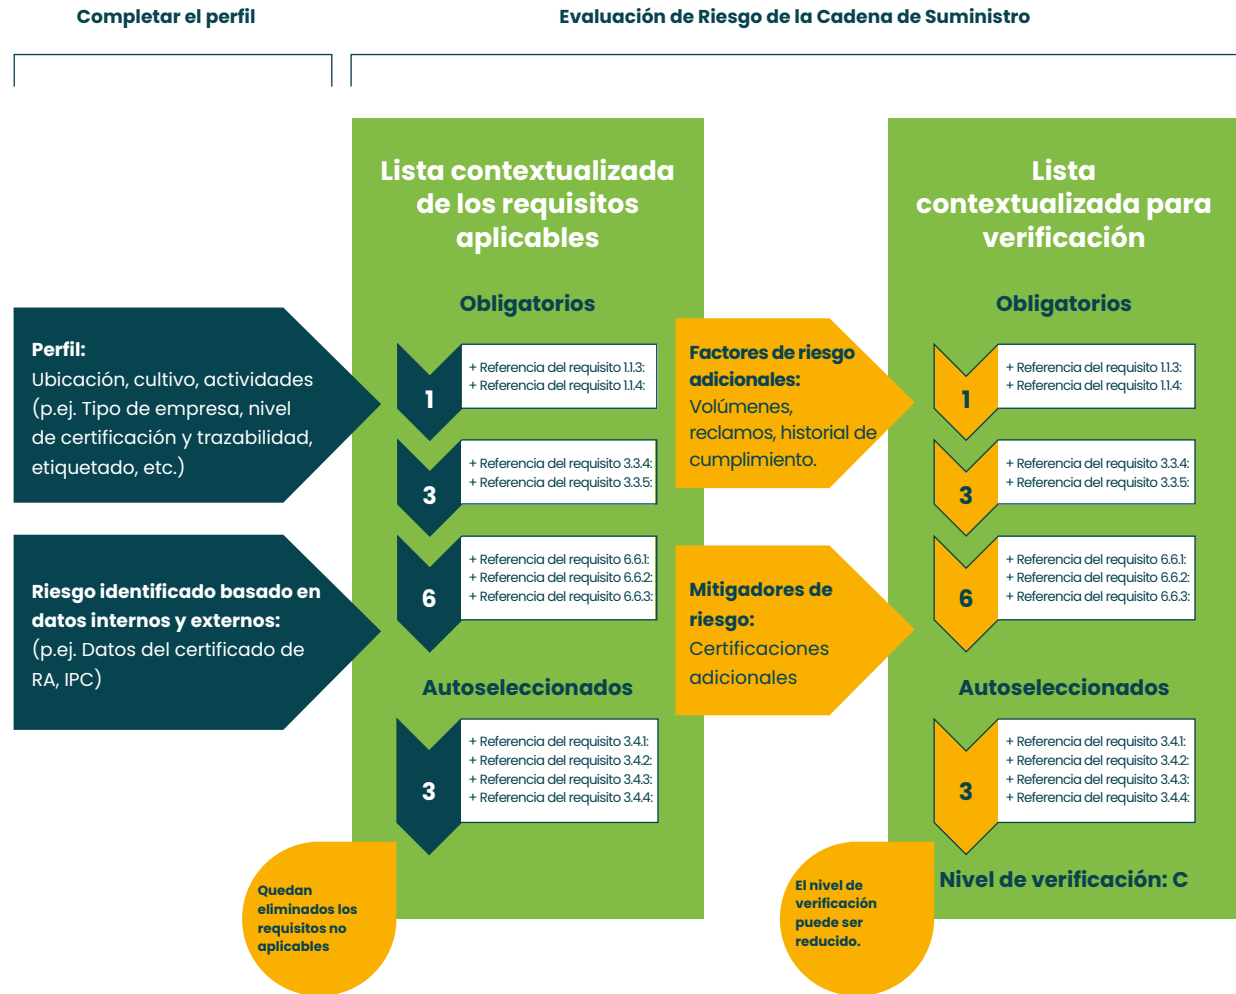 Completar el perfil
Evaluación de Riesgo de la Cadena de Suministro
Perfil:
Ubicación, cultivo, actividades
(p.ej. Tipo de empresa, nivel
de certificación y trazabilidad,
etiquetado, etc.)
Riesgo identificado basado en
datos internos y externos:
(p.ej. Datos del certificado de
RA, IPC)
Lista contextualizada
de los requisitos
aplicables
Obligatorios
1
+ Referencia del requisito 1.1.3:
+ Referencia del requisito 1.1.4:
3
+ Referencia del requisito 3.3.4:
+ Referencia del requisito 3.3.5:
6
+ Referencia del requisito 6.6.1:
+ Referencia del requisito 6.6.2:
+ Referencia del requisito 6.6.3:
Autoseleccionados
3
+ Referencia del requisito 3.4.1:
+ Referencia del requisito 3.4.2:
+ Referencia del requisito 3.4.3:
+ Referencia del requisito 3.4.4:
Quedan
eliminados los
requisitos no
aplicables
Factores de riesgo
adicionales:
Volúmenes,
reclamos, historial de
cumplimiento.
Mitigadores de
riesgo:
Certificaciones
adicionales
Lista
contextualizada para
verificación
Obligatorios
1
+ Referencia del requisito 1.1.3:
+ Referencia del requisito 1.1.4:
3
+ Referencia del requisito 3.3.4:
+ Referencia del requisito 3.3.5:
6
+ Referencia del requisito 6.6.1:
+ Referencia del requisito 6.6.2:
+ Referencia del requisito 6.6.3:
Autoseleccionados
3
+ Referencia del requisito 3.4.1:
+ Referencia del requisito 3.4.2:
+ Referencia del requisito 3.4.3:
+ Referencia del requisito 3.4.4:
Nivel de verificación: C
El nivel de
verificación
puede ser
reducido.